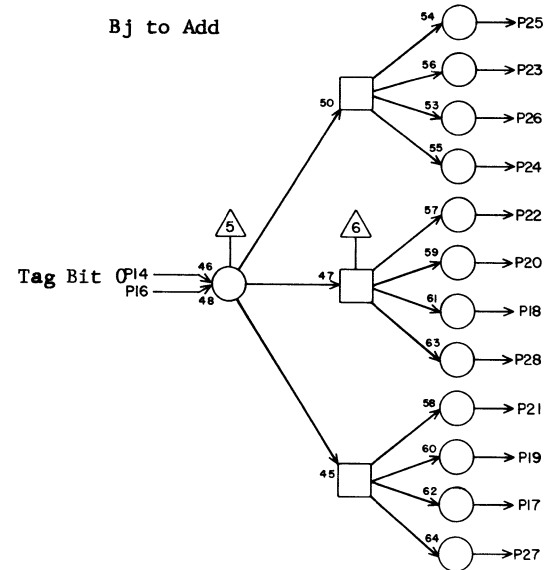 Bj to Add
54 P25
56 P23
50
53 P26
55 P24
5
6
57 P22
59 P20
Tag Bit 0 P14 46
P16 48
47
61 P18
63 P28
58 P21
60 P19
45
62 P17
64 P27